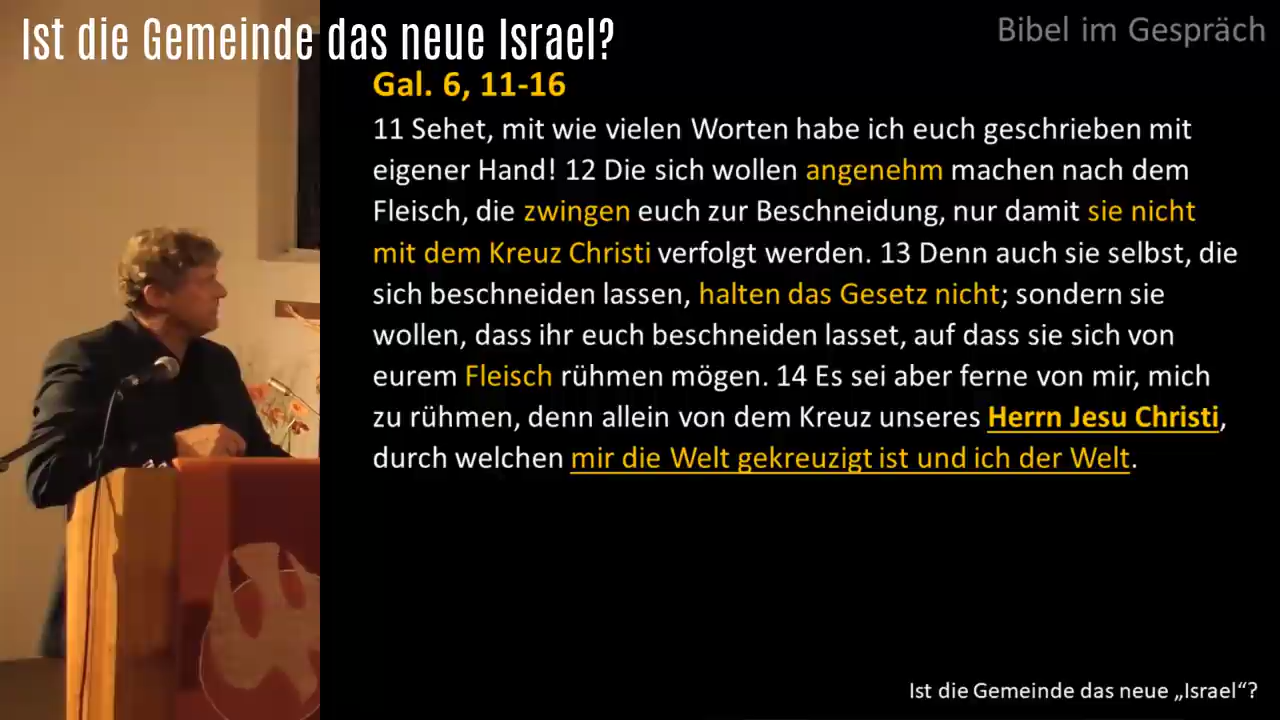 Ist die Gemeinde das neue Israel?
Bibel im Gespräch
Gal. 6, 11-16
11 Sehet, mit wie vielen Worten habe ich euch geschrieben mit
eigener Hand! 12 Die sich wollen angenehm machen nach dem
Fleisch, die zwingen euch zur Beschneidung, nur damit sie nicht
mit dem Kreuz Christi verfolgt werden. 13 Denn auch sie selbst, die
sich beschneiden lassen, halten das Gesetz nicht; sondern sie
wollen, dass ihr euch beschneiden lasset, auf dass sie sich von
eurem Fleisch rühmen mögen. 14 Es sei aber ferne von mir, mich
zu rühmen, denn allein von dem Kreuz unseres Herrn Jesu Christi,
durch welchen mir die Welt gekreuzigt ist und ich der Welt.
Ist die Gemeinde das neue „Israel“?